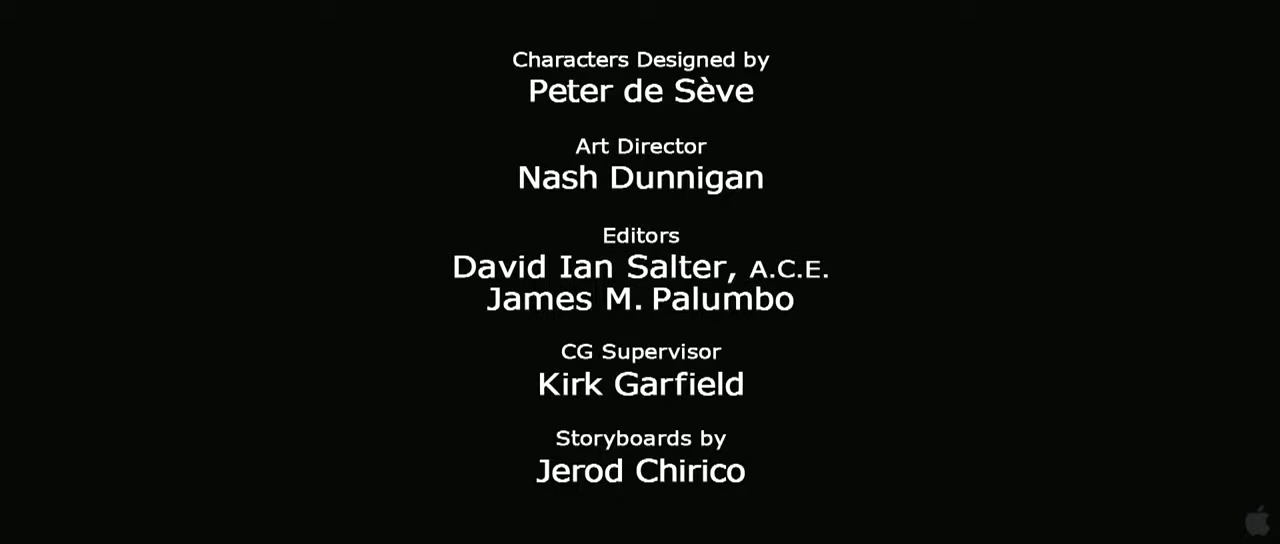 Characters Designed by
Peter de Sève
Art Director
Nash Dunnigan
Editors
David Ian Salter, A.C.E.
James M. Palumbo
CG Supervisor
Kirk Garfield
Storyboards by
Jerod Chirico